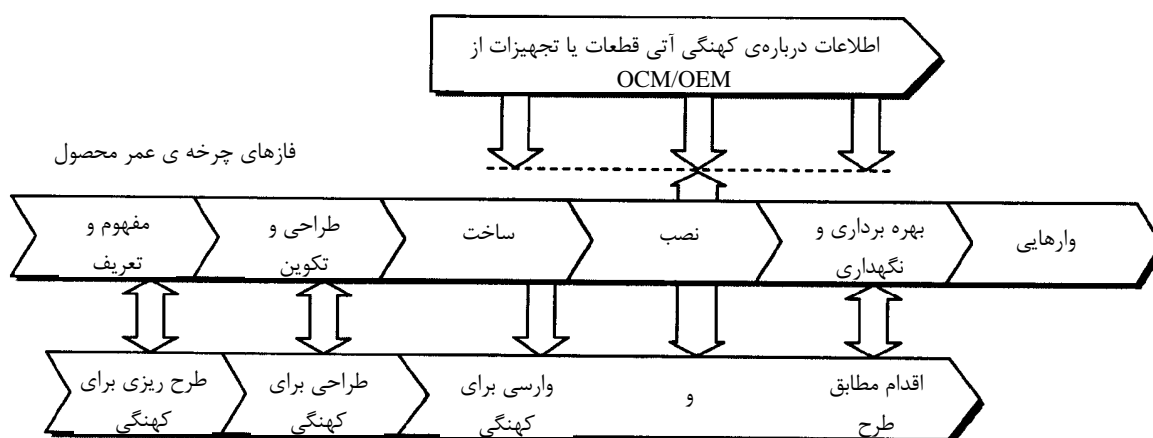 اطلاعات درباره‌ی کهنگی آتی قطعات یا تجهیزات از
OCM/OEM
فازهای چرخه ی عمر محصول
مفهوم و
تعریف
طراحی و
تکوین
ساخت
نصب
بهره برداری و
نگهداری
وارهایی
طرح ریزی برای
کهنگی
طراحی برای
کهنگی
وارسی برای
کهنگی
و
اقدام مطابق
طرح